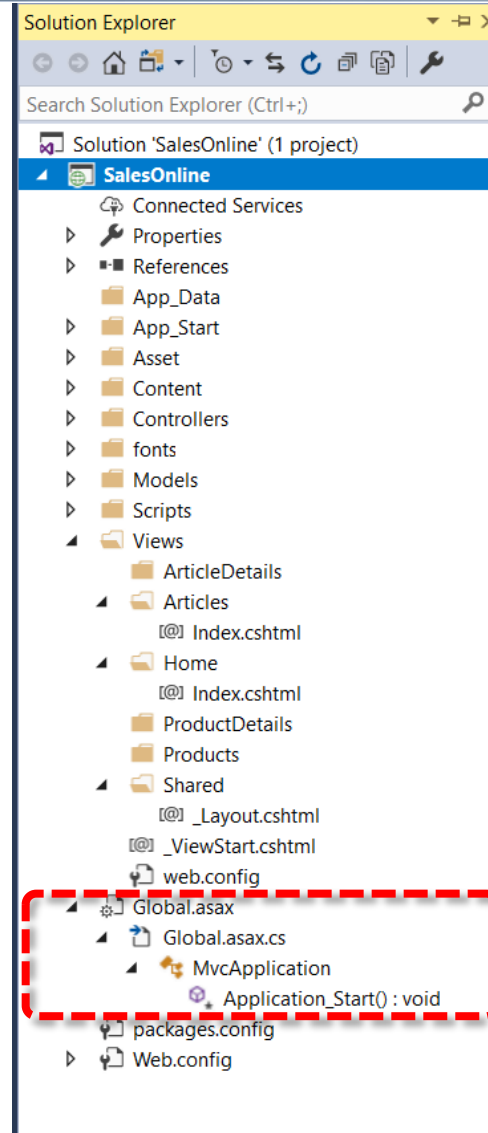 Solution Explorer
Search Solution Explorer (Ctrl+;)
Solution 'SalesOnline' (1 project)
SalesOnline
Connected Services
Properties
References
App_Data
App_Start
Asset
Content
Controllers
fonts
Models
Scripts
Views
ArticleDetails
Articles
[@] Index.cshtml
Home
[@] Index.cshtml
ProductDetails
Products
Shared
[@] _Layout.cshtml
[@] _ViewStart.cshtml
web.config
Global.asax
Global.asax.cs
MvcApplication
Application_Start() : void
packages.config
Web.config